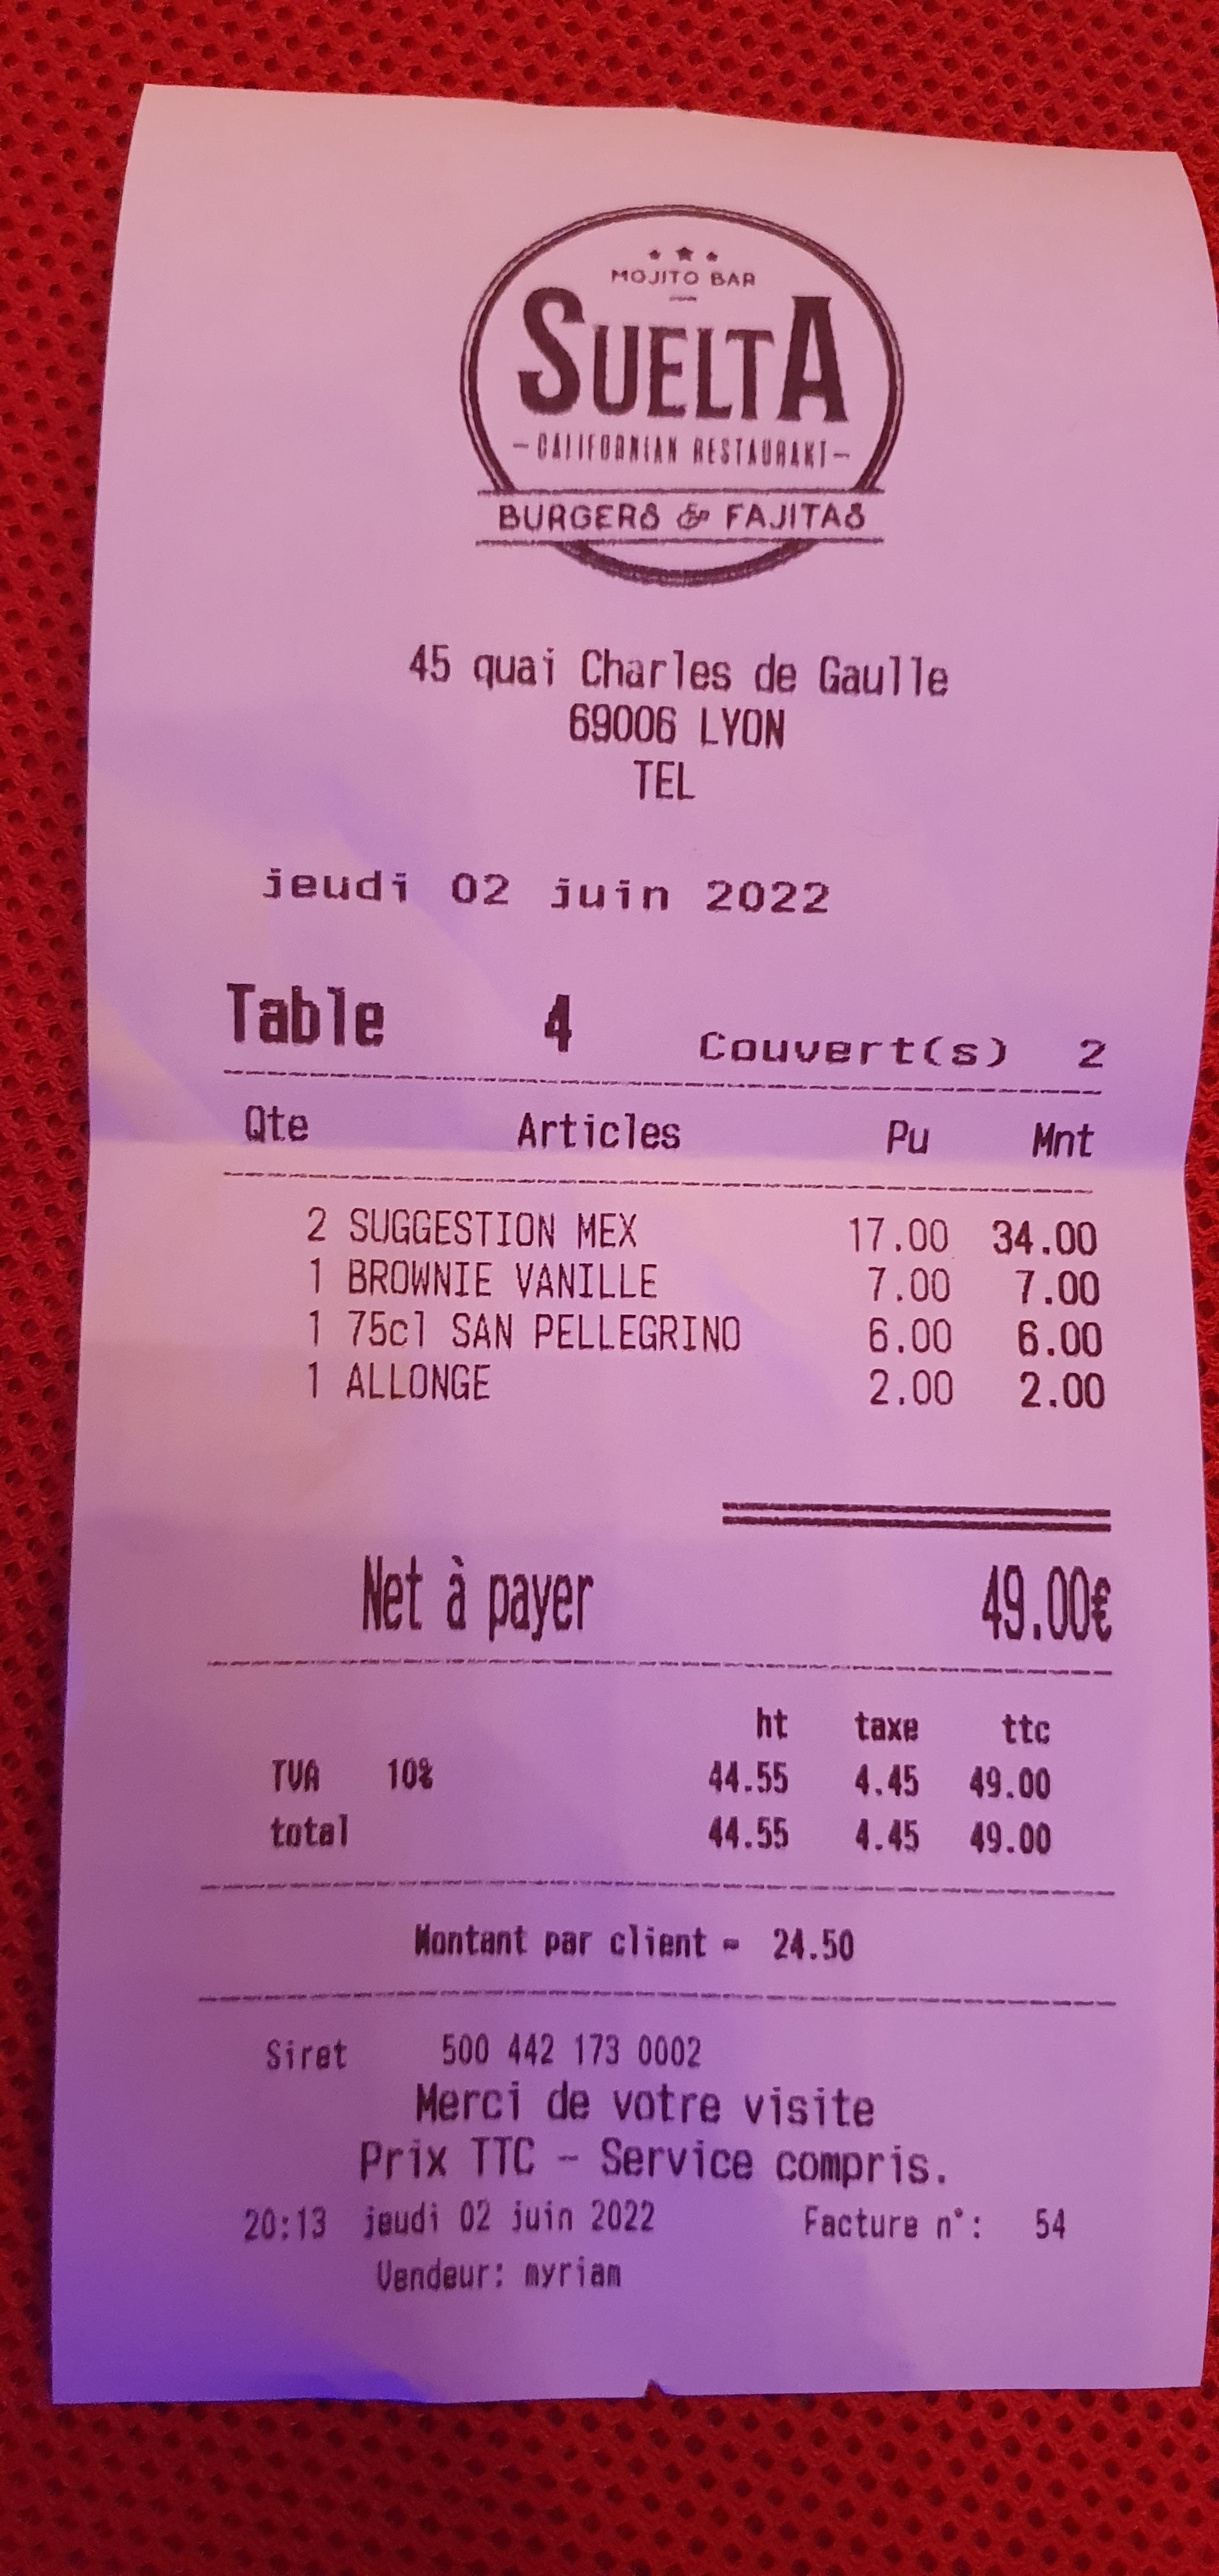 MOJITO BAR
SUELTA
-CALIFORNIAN RESTAURANT-
BURGERS & FAJITAS
45 quai Charles de Gaulle
69006 LYON
TEL
jeudi 02 juin 2022
Table 4 Couvert(s) 2
Qte Articles Pu Mnt
2 SUGGESTION MEX 17.00 34.00
1 BROWNIE VANILLE 7.00 7.00
1 75cl SAN PELLEGRINO 6.00 6.00
1 ALLONGE 2.00 2.00
Net à payer 49.00€
ht taxe ttc
TVA 10% 44.55 4.45 49.00
total 44.55 4.45 49.00
Montant par client = 24.50
Siret 500 442 173 0002
Merci de votre visite
Prix TTC - Service compris.
20:13 jeudi 02 juin 2022 Facture n°: 54
Vendeur: myriam